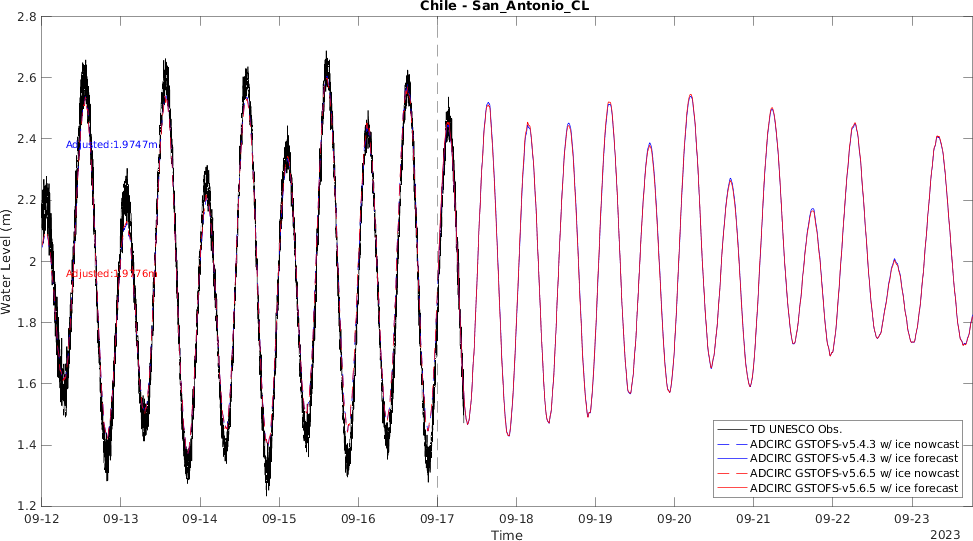 Chile - San_Antonio_CL
2.8
2.6
2.4
2.2
2
1.8
1.6
1.4
1.2
Water Level (m)
Adjusted:1.9747m
Adjusted:1.9776m
TD UNESCO Obs.
ADCIRC GSTOFS-v5.4.3 w/ ice nowcast
ADCIRC GSTOFS-v5.4.3 w/ ice forecast
ADCIRC GSTOFS-v5.6.5 w/ ice nowcast
ADCIRC GSTOFS-v5.6.5 w/ ice forecast
09-12 09-13 09-14 09-15 09-16 09-17 09-18 09-19 09-20 09-21 09-22 09-23
Time
2023